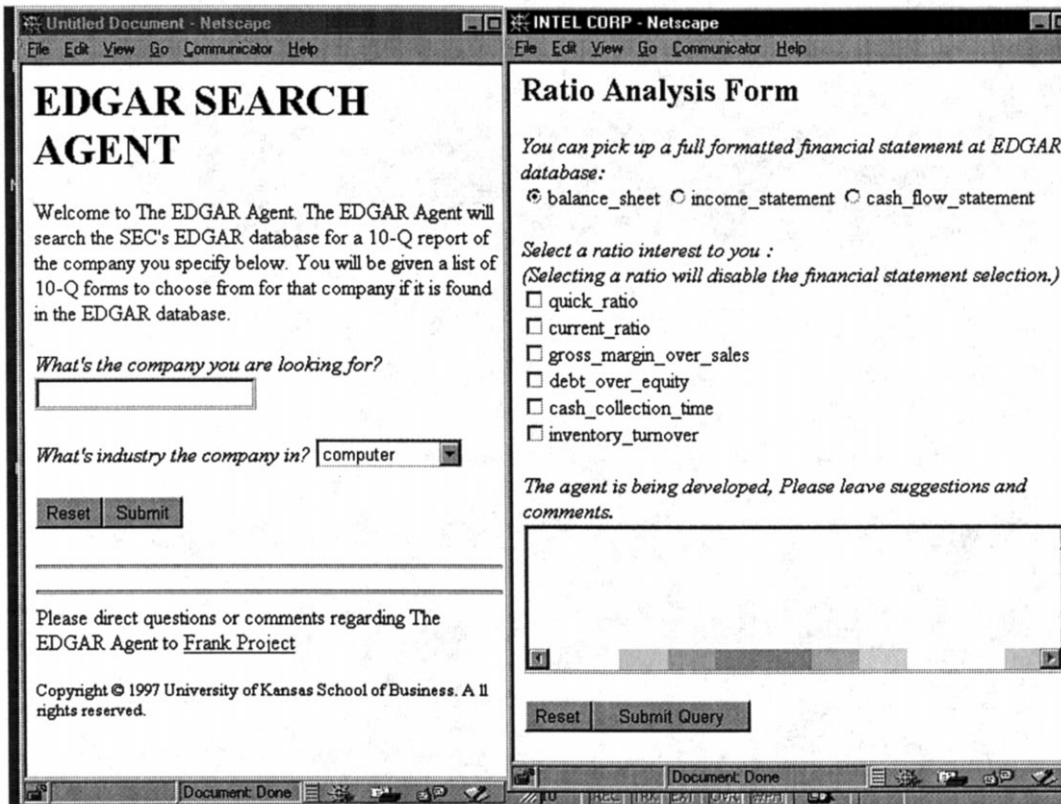 Untitled Document - Netscape
File Edit View Go Communicator Help
EDGAR SEARCH
AGENT
Welcome to The EDGAR Agent. The EDGAR Agent will
search the SEC's EDGAR database for a 10-Q report of
the company you specify below. You will be given a list of
10-Q forms to choose from for that company if it is found
in the EDGAR database.
What's the company you are looking for?
What's industry the company in? computer
Reset Submit
Please direct questions or comments regarding The
EDGAR Agent to Frank Project
Copyright © 1997 University of Kansas School of Business. A ll
rights reserved.
Document: Done
INTEL CORP - Netscape
File Edit View Go Communicator Help
Ratio Analysis Form
You can pick up a full formatted financial statement at EDGAR
database:
balance_sheet income_statement cash_flow_statement
Select a ratio interest to you :
(Selecting a ratio will disable the financial statement selection.)
quick_ratio
current_ratio
gross_margin_over_sales
debt_over_equity
cash_collection_time
inventory_turnover
The agent is being developed, Please leave suggestions and
comments.
Reset Submit Query
Document: Done
REC TRK EXT OVR WPH